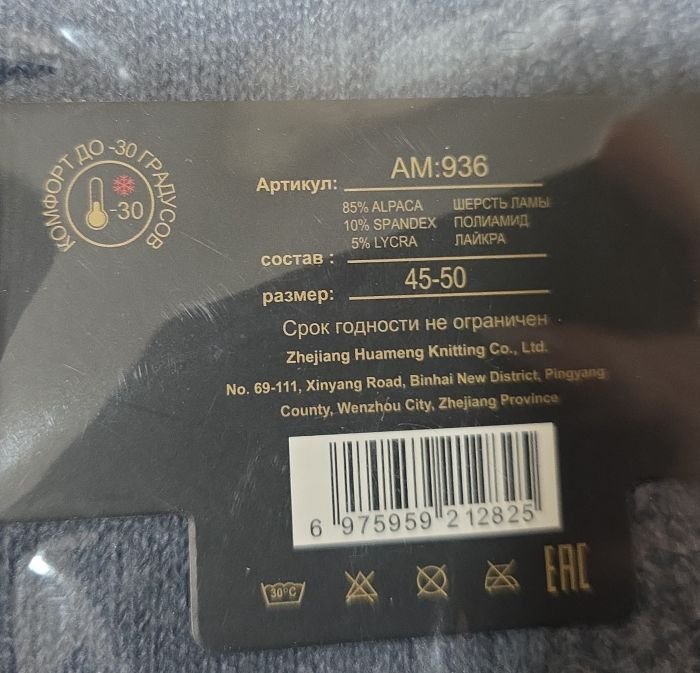 КОМФОРТ ДО -30 ГРАДУСОВ
-30
Артикул: AM:936
85% ALPACA ШЕРСТЬ ЛАМЫ
10% SPANDEX ПОЛИАМИД
5% LYCRA ЛАЙКРА
состав :
размер: 45-50
Срок годности не ограничен
Zhejiang Huameng Knitting Co., Ltd.
No. 69-111, Xinyang Road, Binhai New District, Pingyang
County, Wenzhou City, Zhejiang Province
6 975959 212825
30°C
EAC